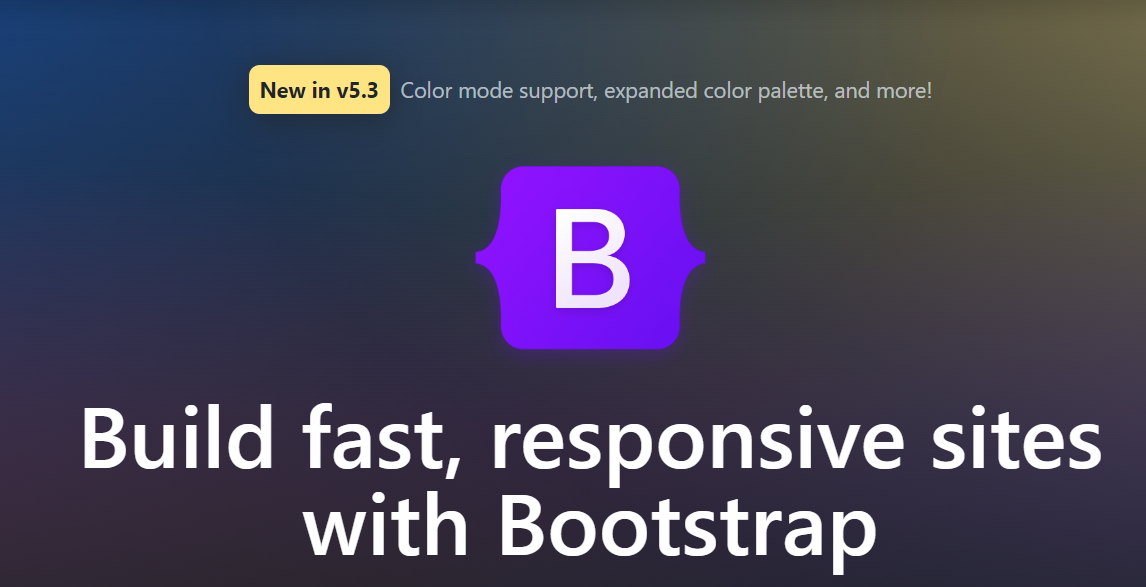 New in v5.3 Color mode support, expanded color palette, and more!
B
Build fast, responsive sites
with Bootstrap